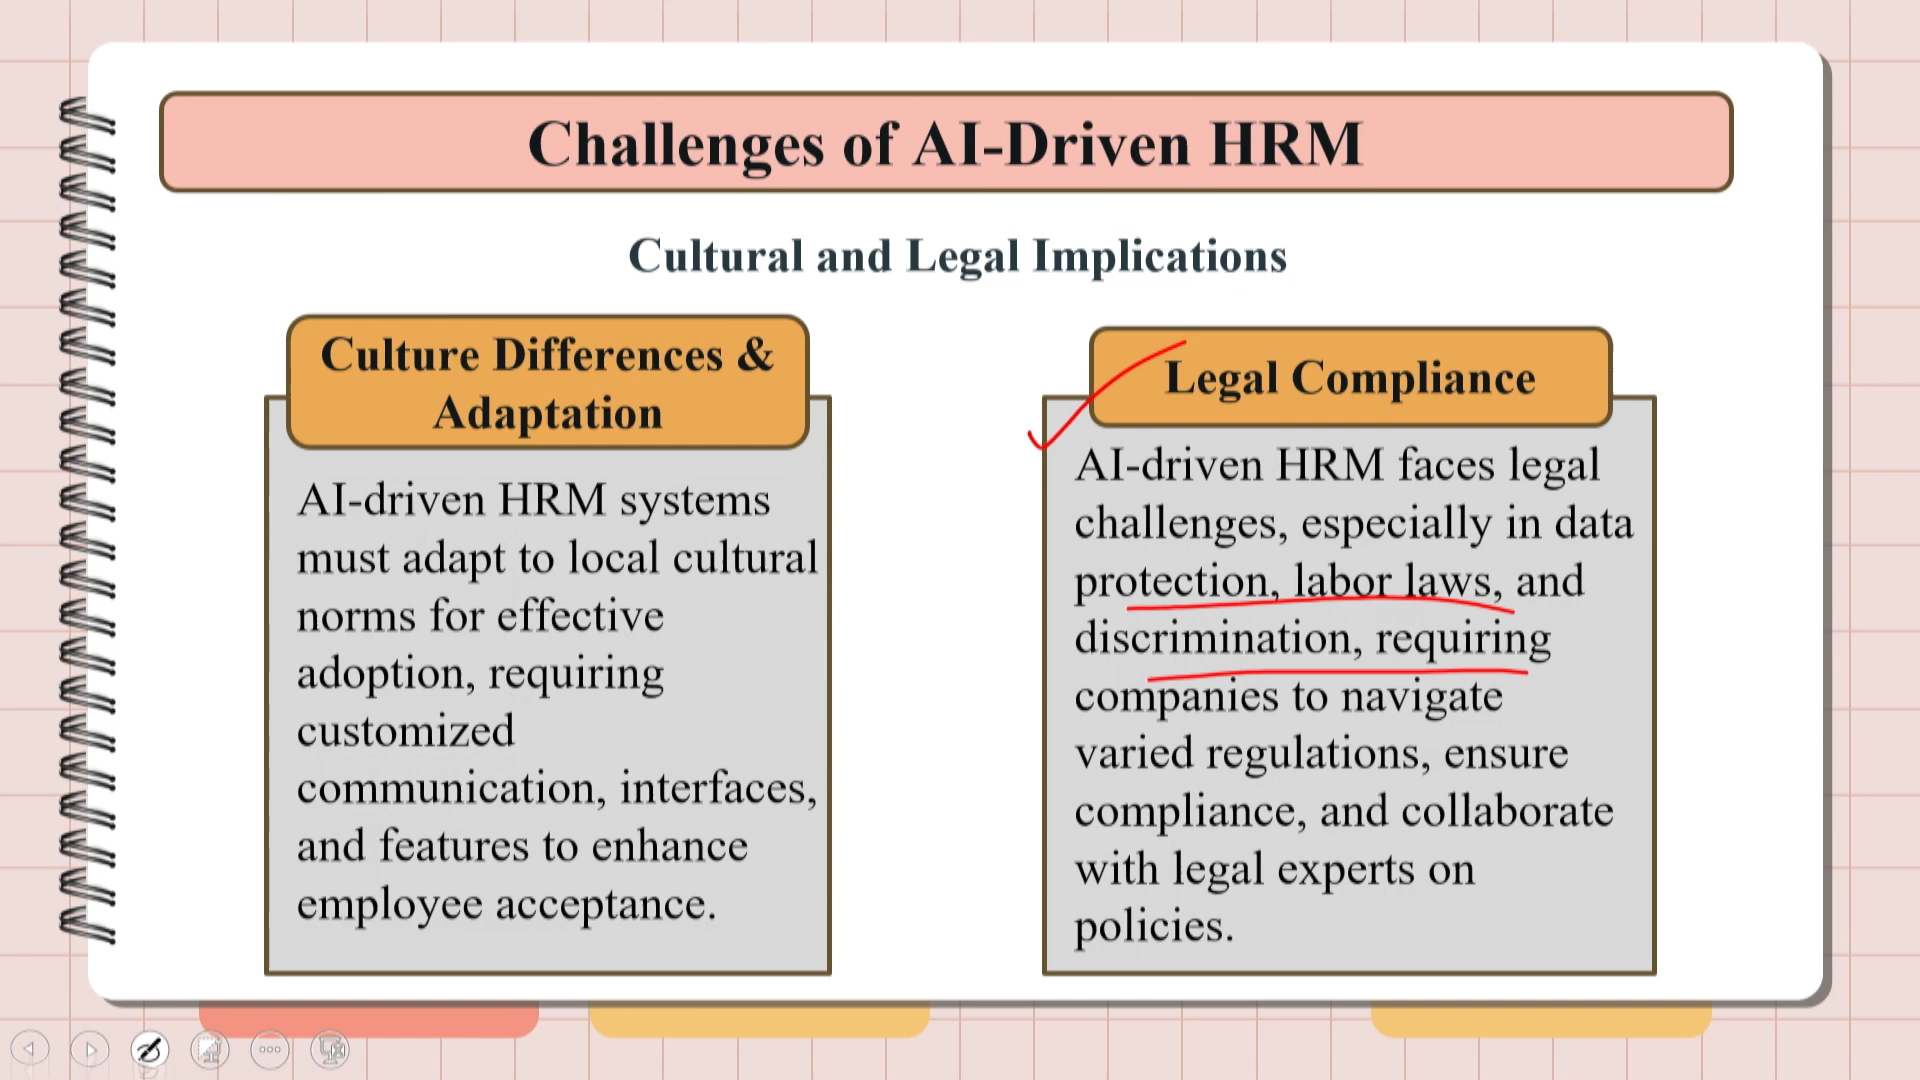 Challenges of AI-Driven HRM
Cultural and Legal Implications
Culture Differences &
Adaptation
AI-driven HRM systems
must adapt to local cultural
norms for effective
adoption, requiring
customized
communication, interfaces,
and features to enhance
employee acceptance.
Legal Compliance
AI-driven HRM faces legal
challenges, especially in data
protection, labor laws, and
discrimination, requiring
companies to navigate
varied regulations, ensure
compliance, and collaborate
with legal experts on
policies.